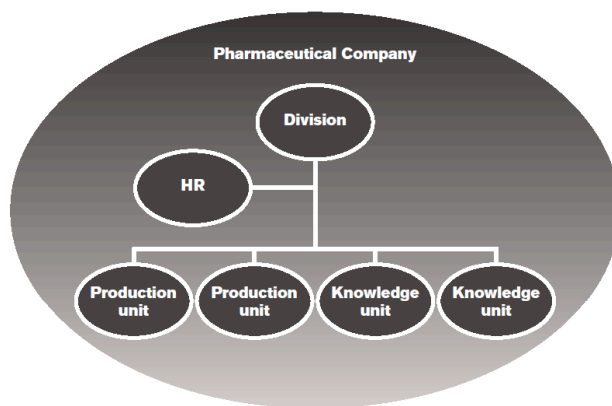 Pharmaceutical Company
Division
HR
Production
unit
Production
unit
Knowledge
unit
Knowledge
unit